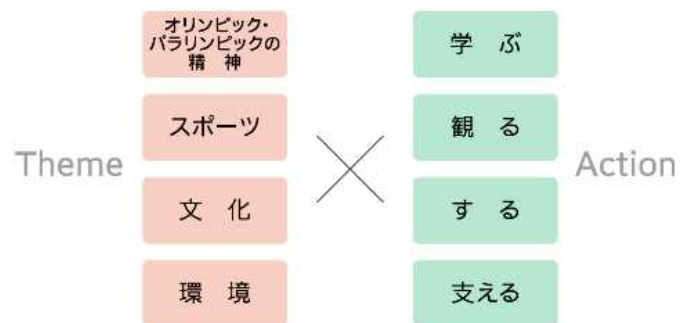 オリンピック・
パラリンピックの
精 神
スポーツ
文 化
環 境
Theme
学 ぶ
観 る
す る
支える
Action